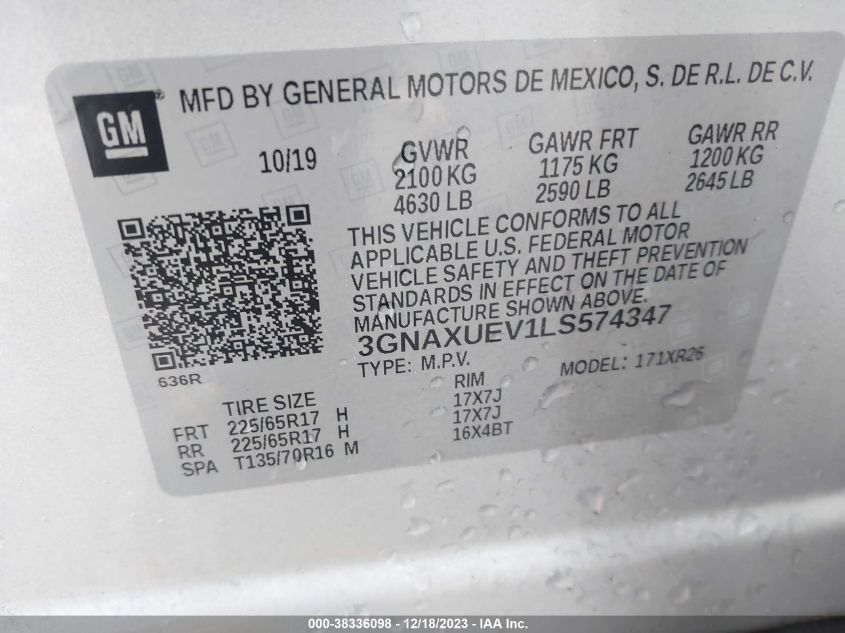 MFD BY GENERAL MOTORS DE MEXICO, S. DE R.L. DE C.V.
GM ®
10/19
GVWR GAWR FRT GAWR RR
2100 KG 1175 KG 1200 KG
4630 LB 2590 LB 2645 LB
THIS VEHICLE CONFORMS TO ALL
APPLICABLE U.S. FEDERAL MOTOR
VEHICLE SAFETY AND THEFT PREVENTION
STANDARDS IN EFFECT ON THE DATE OF
MANUFACTURE SHOWN ABOVE.
3GNAXUEV1LS574347
TYPE: M.P.V. MODEL: 171XR26
636R
TIRE SIZE RIM
FRT 225/65R17 H 17X7J
RR 225/65R17 H 17X7J
SPA T135/70R16 M 16X4BT
000-38336098 - 12/18/2023 - IAA Inc.